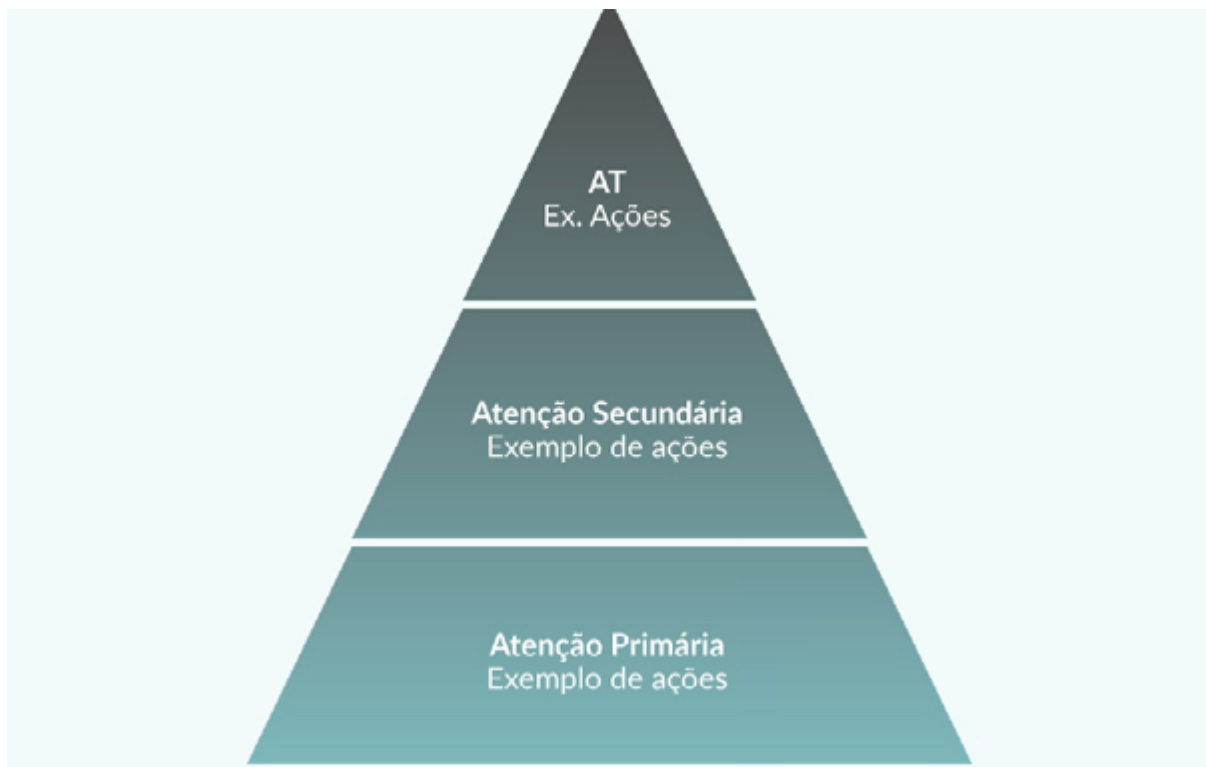 AT
Ex. Ações
Atenção Secundária
Exemplo de ações
Atenção Primária
Exemplo de ações